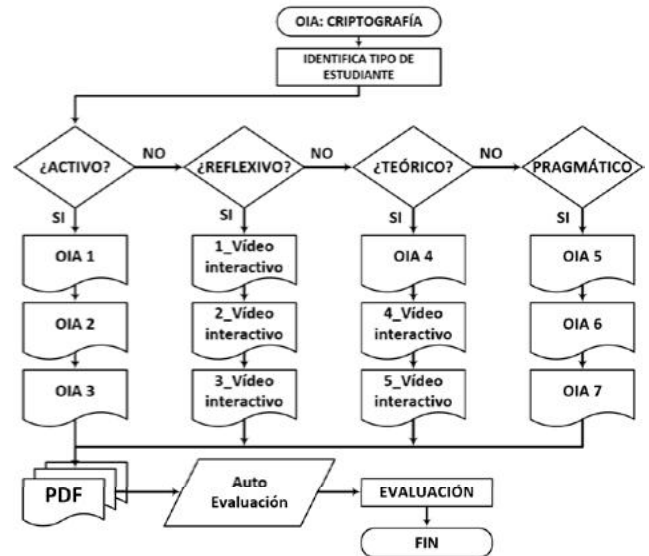 OIA: CRIPTOGRAFÍA
IDENTIFICA TIPO DE
ESTUDIANTE
¿ACTIVO?
NO
¿REFLEXIVO?
NO
¿TEÓRICO?
NO
PRAGMÁTICO
SI
SI
SI
SI
OIA 1
1_Vídeo
interactivo
OIA 4
OIA 5
OIA 2
2_Vídeo
interactivo
4_Vídeo
interactivo
OIA 6
OIA 3
3_Vídeo
interactivo
5_Vídeo
interactivo
OIA 7
PDF
Auto
Evaluación
EVALUACIÓN
FIN